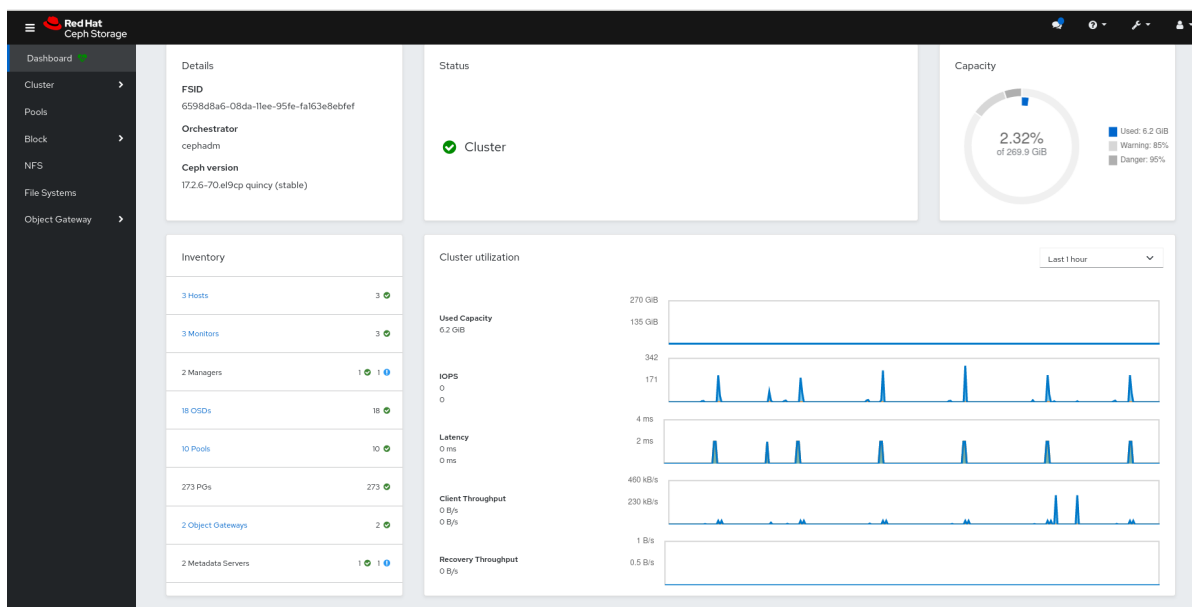 Red Hat
Ceph Storage
Dashboard
Cluster
Pools
Block
NFS
File Systems
Object Gateway
Details
FSID
6598d8a6-08da-11ee-95fe-fa163e8ebfef
Orchestrator
cephadm
Ceph version
17.2.6-70.el9cp quincy (stable)
Status
Cluster
Capacity
2.32%
of 269.9 GiB
Used: 6.2 GiB
Warning: 85%
Danger: 95%
Inventory
3 Hosts 3
3 Monitors 3
2 Managers 1 1
18 OSDs 18
10 Pools 10
273 PGs 273
2 Object Gateways 2
2 Metadata Servers 1 1
Cluster utilization
Last 1 hour
Used Capacity
6.2 GiB
270 GiB
135 GiB
IOPS
0
0
342
171
Latency
0 ms
0 ms
4 ms
2 ms
Client Throughput
0 B/s
0 B/s
460 kB/s
230 kB/s
Recovery Throughput
0 B/s
1 B/s
0.5 B/s